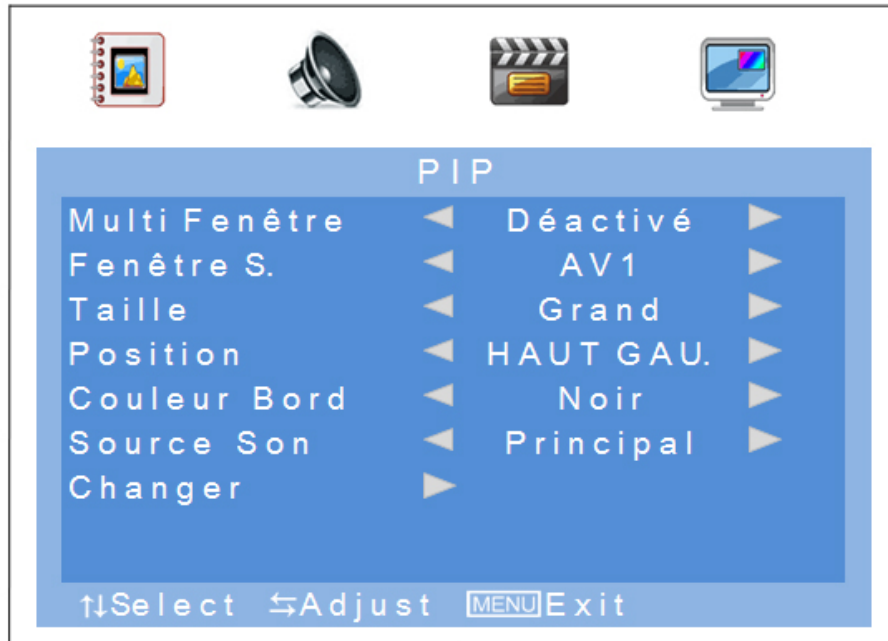 PIP
Multi Fenêtre ◀ Déactivé ▶
Fenêtre S. ◀ AV1 ▶
Taille ◀ Grand ▶
Position ◀ HAUT GAU. ▶
Couleur Bord ◀ Noir ▶
Source Son ◀ Principal ▶
Changer ▶
↑↓Select ⇆Adjust MENU Exit